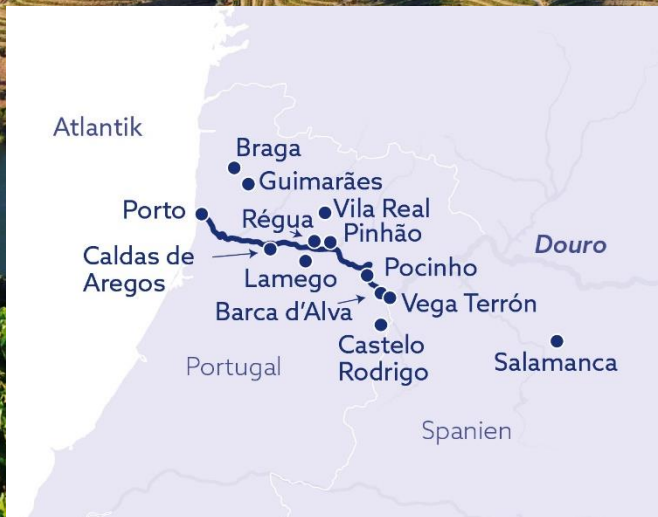 Atlantik
Braga
Guimarães
Porto
Régua
Vila Real
Pinhão
Douro
Caldas de
Aregos
Lamego
Pocinho
Barca d'Alva
Vega Terrón
Castelo
Rodrigo
Salamanca
Portugal
Spanien